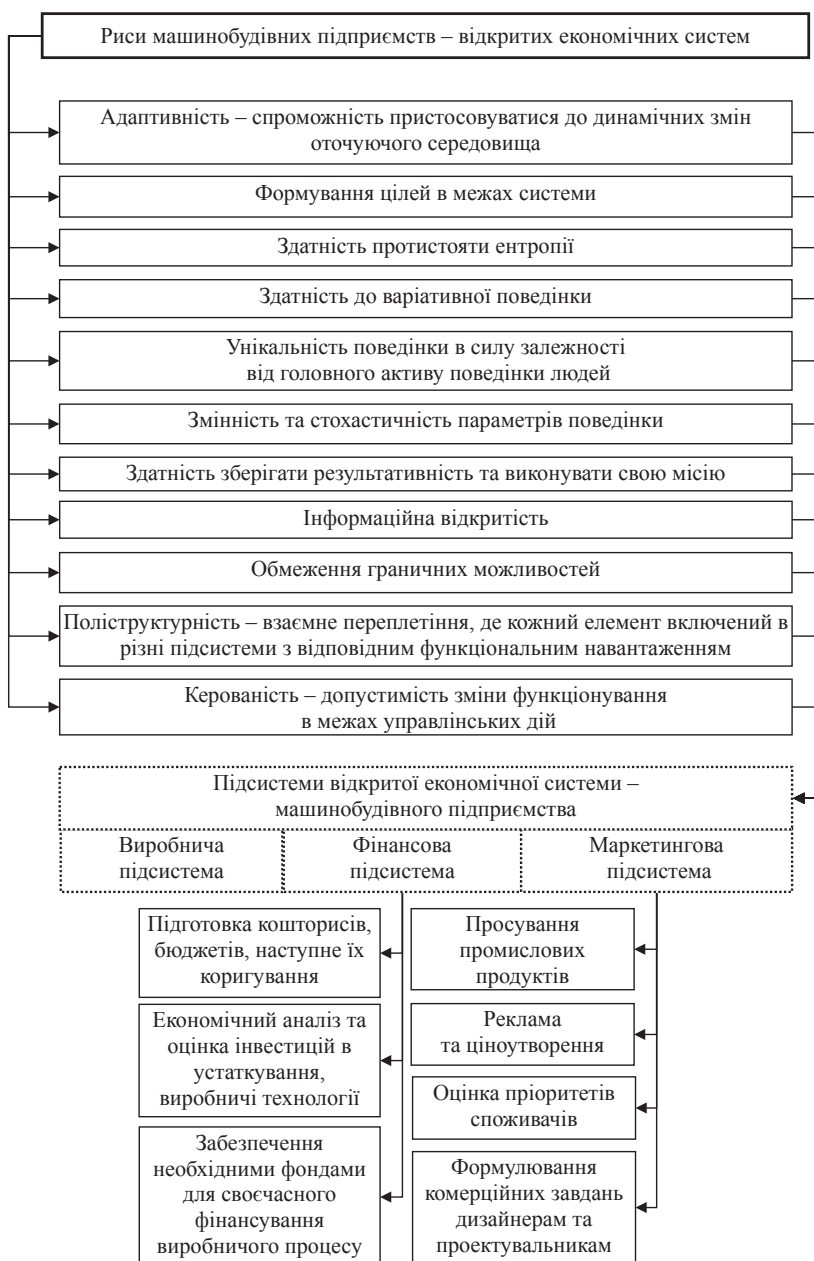 Риси машинобудівних підприємств – відкритих економічних систем
Адаптивність – спроможність пристосовуватися до динамічних змін
оточуючого середовища
Формування цілей в межах системи
Здатність протистояти ентропії
Здатність до варіативної поведінки
Унікальність поведінки в силу залежності
від головного активу поведінки людей
Змінність та стохастичність параметрів поведінки
Здатність зберігати результативність та виконувати свою місію
Інформаційна відкритість
Обмеження граничних можливостей
Поліструктурність – взаємне переплетіння, де кожний елемент включений в
різні підсистеми з відповідним функціональним навантаженням
Керованість – допустимість зміни функціонування
в межах управлінських дій
Підсистеми відкритої економічної системи –
машинобудівного підприємства
Виробнича
підсистема
Фінансова
підсистема
Маркетингова
підсистема
Підготовка кошторисів,
бюджетів, наступне їх
коригування
Економічний аналіз та
оцінка інвестицій в
устаткування,
виробничі технології
Забезпечення
необхідними фондами
для своєчасного
фінансування
виробничого процесу
Просування
промислових
продуктів
Реклама
та ціноутворення
Оцінка пріоритетів
споживачів
Формулювання
комерційних завдань
дизайнерам та
проектувальникам